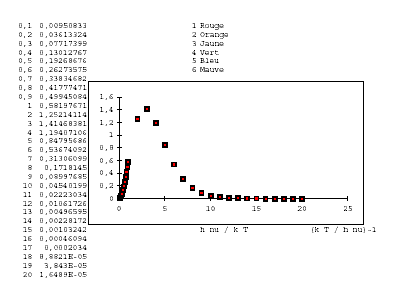 0,1 0,00950833 1 Rouge
0,2 0,03613324 2 Orange
0,3 0,07717399 3 Jaune
0,4 0,13012767 4 Vert
0,5 0,19268676 5 Bleu
0,6 0,26273575 6 Mauve
0,7 0,33834682
0,8 0,41777471
0,9 0,49945084
1 0,58197671
2 1,25214114
3 1,41468381
4 1,19407106
5 0,84795686
6 0,53674092
7 0,31306099
8 0,1718145
9 0,08597685
10 0,04540199
11 0,02223034
12 0,01061726
13 0,00496595
14 0,00228172
15 0,00103242
16 0,00046094
17 0,0002034
18 8,8821E-05
19 3,843E-05
20 1,6489E-05
1,6
1,4
1,2
1
0,8
0,6
0,4
0,2
0
0 5 10 15 20 25
h nu / k T (k T / h nu)-1